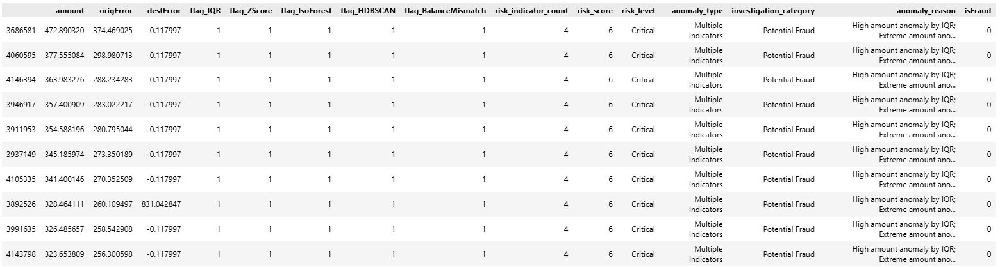 amount origError destError flag_IQR flag_ZScore flag_IsoForest flag_HDBSCAN flag_BalanceMismatch risk_indicator_count risk_score risk_level anomaly_type investigation_category anomaly_reason isFraud
3686581 472.890320 374.469025 -0.117997 1 1 1 1 1 4 6 Critical Multiple Indicators Potential Fraud High amount anomaly by IQR; Extreme amount ano... 0
4060595 377.555084 298.980713 -0.117997 1 1 1 1 1 4 6 Critical Multiple Indicators Potential Fraud High amount anomaly by IQR; Extreme amount ano... 0
4146394 363.983276 288.234283 -0.117997 1 1 1 1 1 4 6 Critical Multiple Indicators Potential Fraud High amount anomaly by IQR; Extreme amount ano... 0
3946917 357.400909 283.022217 -0.117997 1 1 1 1 1 4 6 Critical Multiple Indicators Potential Fraud High amount anomaly by IQR; Extreme amount ano... 0
3911953 354.588196 280.795044 -0.117997 1 1 1 1 1 4 6 Critical Multiple Indicators Potential Fraud High amount anomaly by IQR; Extreme amount ano... 0
3937149 345.185974 273.350189 -0.117997 1 1 1 1 1 4 6 Critical Multiple Indicators Potential Fraud High amount anomaly by IQR; Extreme amount ano... 0
4105335 341.400146 270.352509 -0.117997 1 1 1 1 1 4 6 Critical Multiple Indicators Potential Fraud High amount anomaly by IQR; Extreme amount ano... 0
3892526 328.464111 260.109497 831.042847 1 1 1 1 1 4 6 Critical Multiple Indicators Potential Fraud High amount anomaly by IQR; Extreme amount ano... 0
3991635 326.485657 258.542908 -0.117997 1 1 1 1 1 4 6 Critical Multiple Indicators Potential Fraud High amount anomaly by IQR; Extreme amount ano... 0
4143798 323.653809 256.300598 -0.117997 1 1 1 1 1 4 6 Critical Multiple Indicators Potential Fraud High amount anomaly by IQR; Extreme amount ano... 0